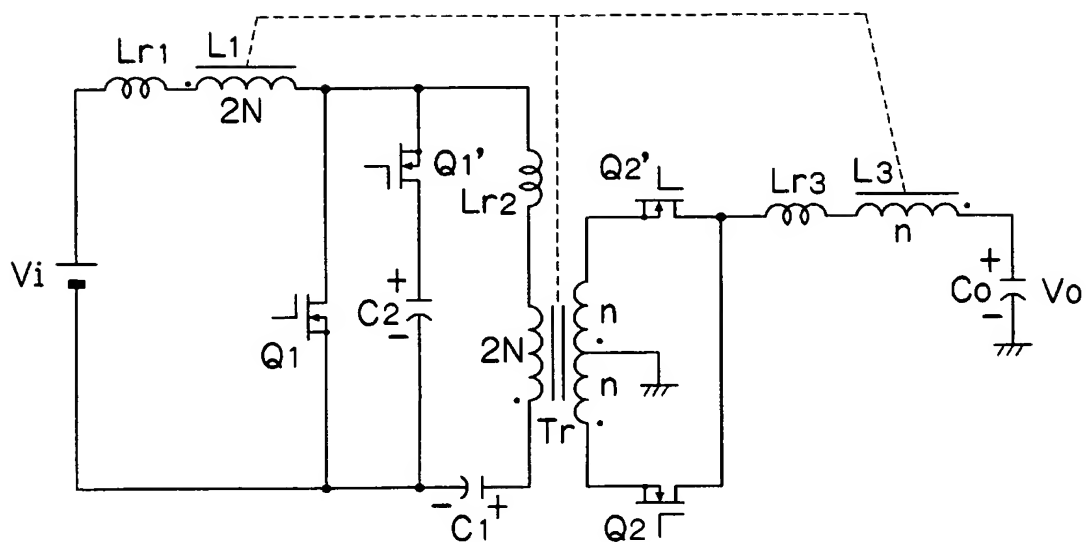 Lr1
L1
2N
Q1'
Lr2
Q2'
Lr3
L3
n
Vi
+
C2
-
Q1
2N
n
n
Tr
+
Co
-
Vo
- C1 +
Q2